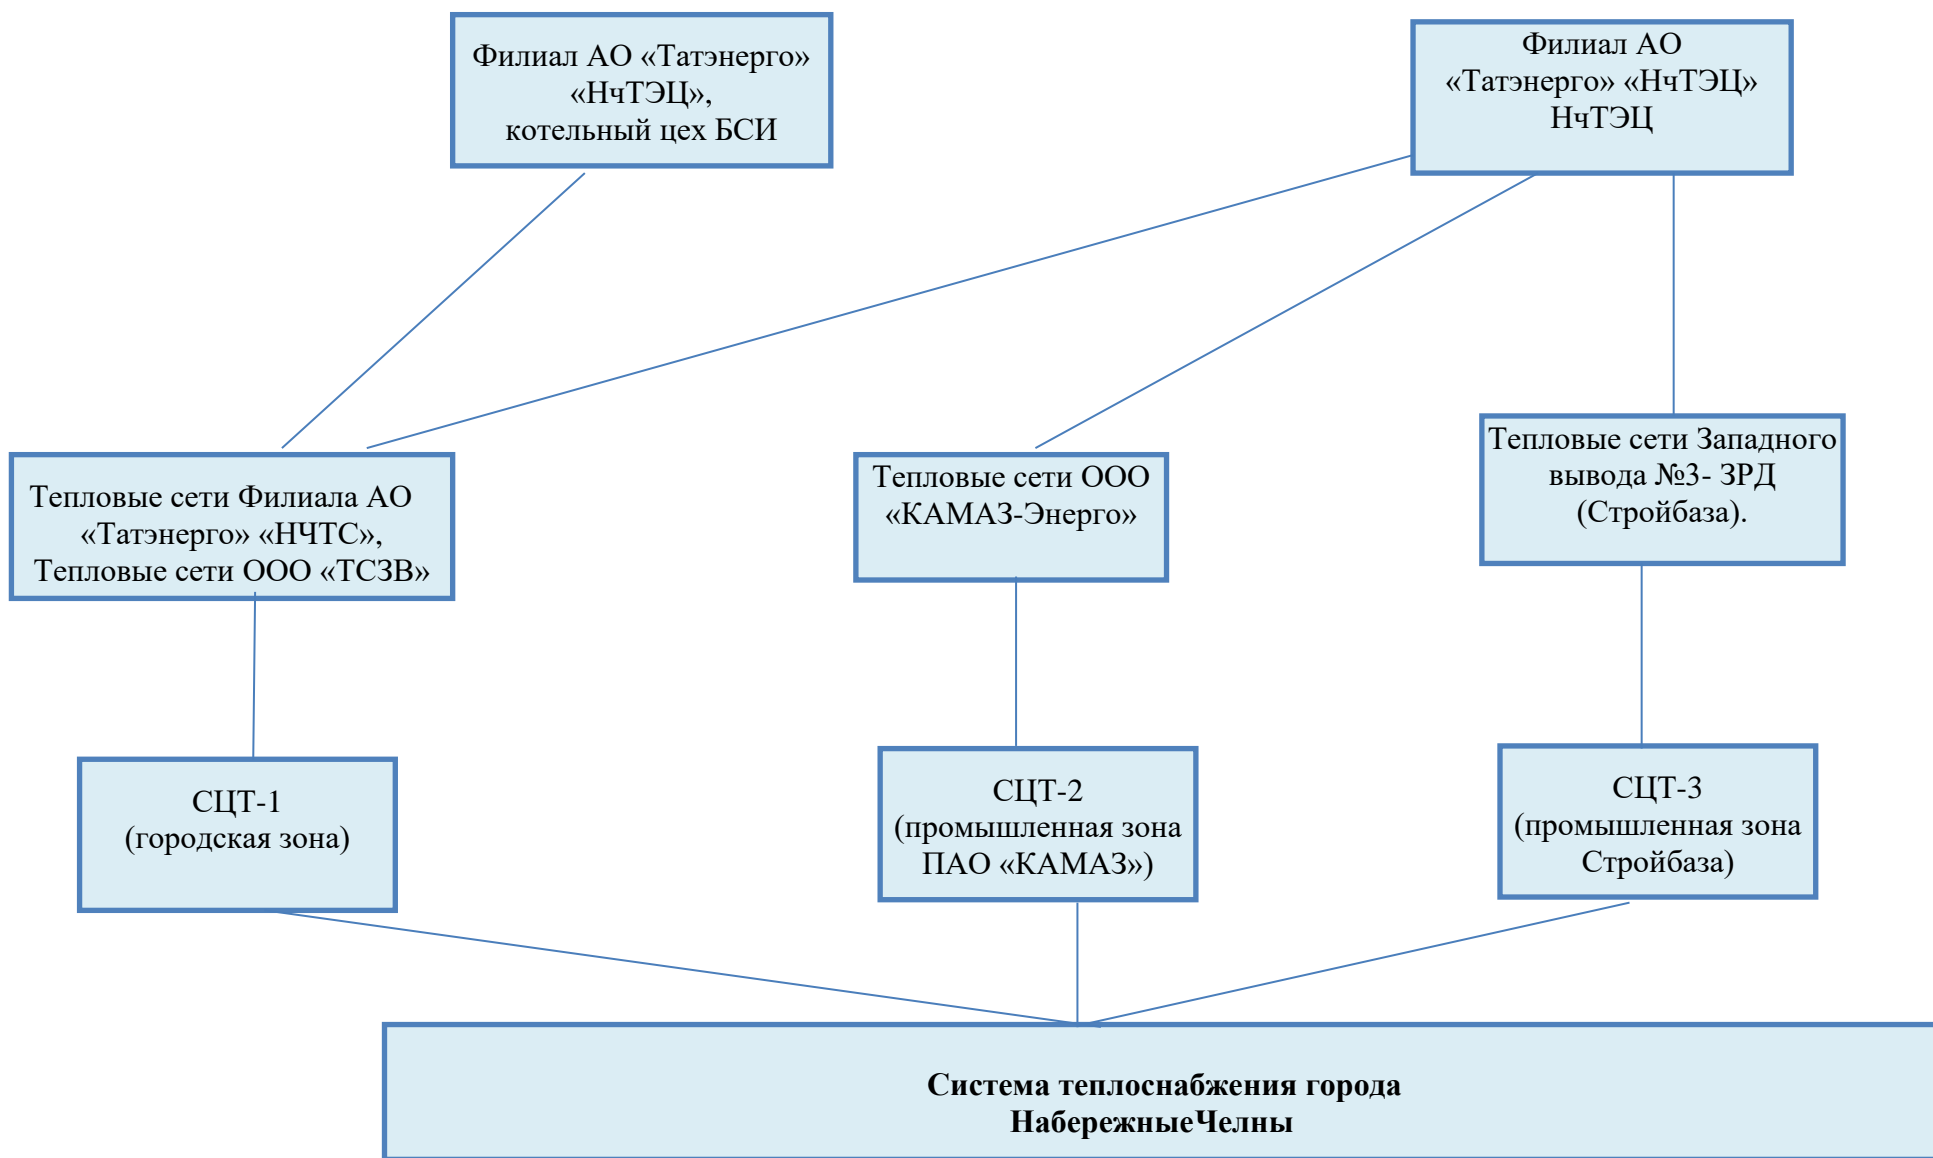 Филиал АО «Татэнерго»
«НчТЭЦ»,
котельный цех БСИ
Филиал АО
«Татэнерго» «НчТЭЦ»
НчТЭЦ
Тепловые сети Филиала АО
«Татэнерго» «НЧТС»,
Тепловые сети ООО «ТСЗВ»
Тепловые сети ООО
«КАМАЗ-Энерго»
Тепловые сети Западного
вывода №3- ЗРД
(Стройбаза).
СЦТ-1
(городская зона)
СЦТ-2
(промышленная зона
ПАО «КАМАЗ»)
СЦТ-3
(промышленная зона
Стройбаза)
Система теплоснабжения города
НабережныеЧелны